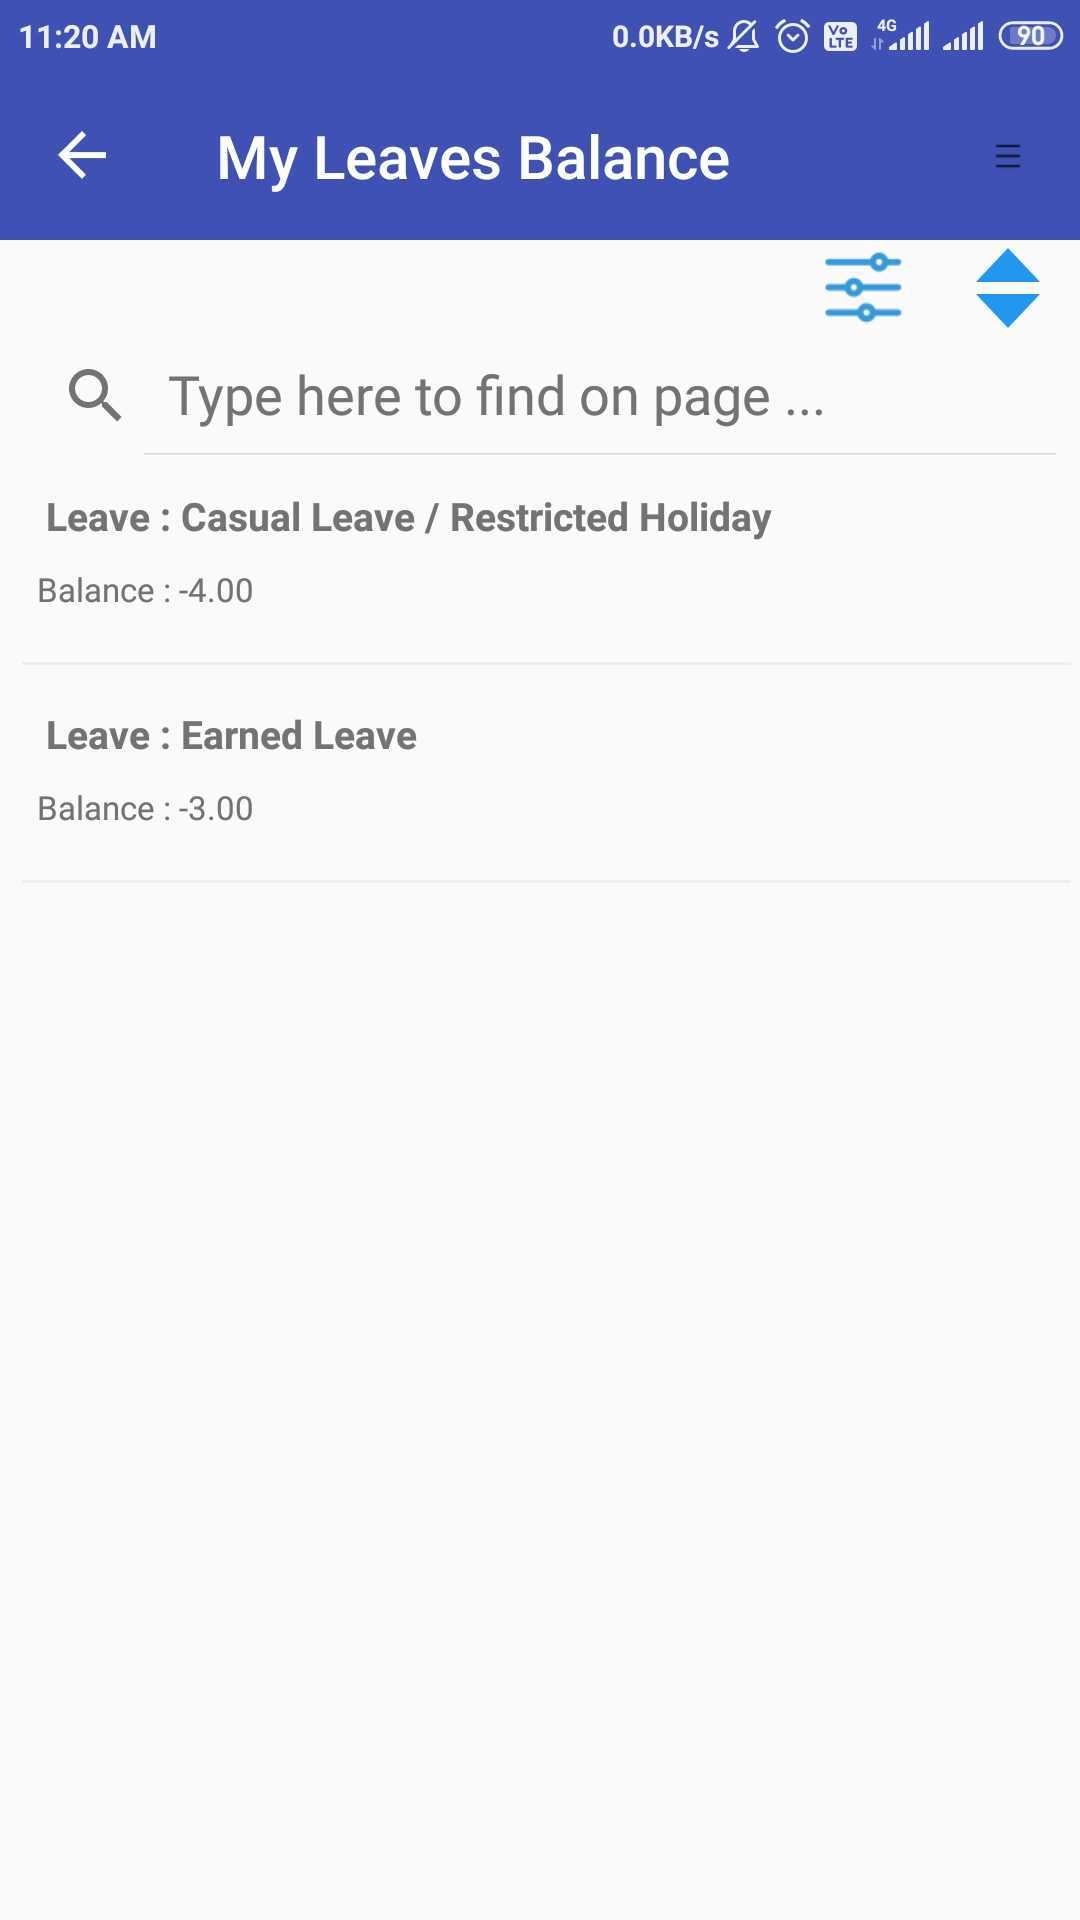 11:20 AM 0.0KB/s Vo LTE 4G 90
My Leaves Balance
Type here to find on page ...
Leave : Casual Leave / Restricted Holiday
Balance : -4.00
Leave : Earned Leave
Balance : -3.00